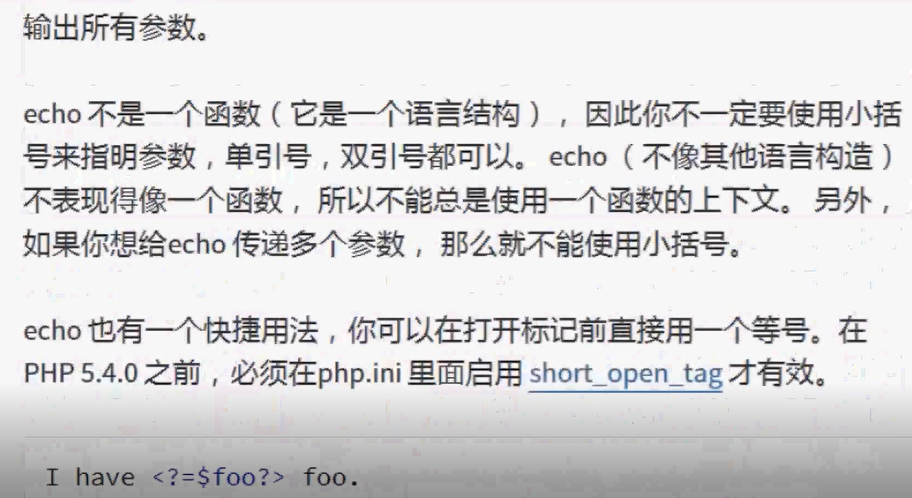 输出所有参数。
echo 不是一个函数（它是一个语言结构），因此你不一定要使用小括
号来指明参数，单引号，双引号都可以。 echo （不像其他语言构造）
不表现得像一个函数， 所以不能总是使用一个函数的上下文。 另外，
如果你想给echo 传递多个参数， 那么就不能使用小括号。
echo 也有一个快捷用法，你可以在打开标记前直接用一个等号。在
PHP 5.4.0 之前，必须在php.ini 里面启用 short_open_tag 才有效。
I have <?=$foo?> foo.